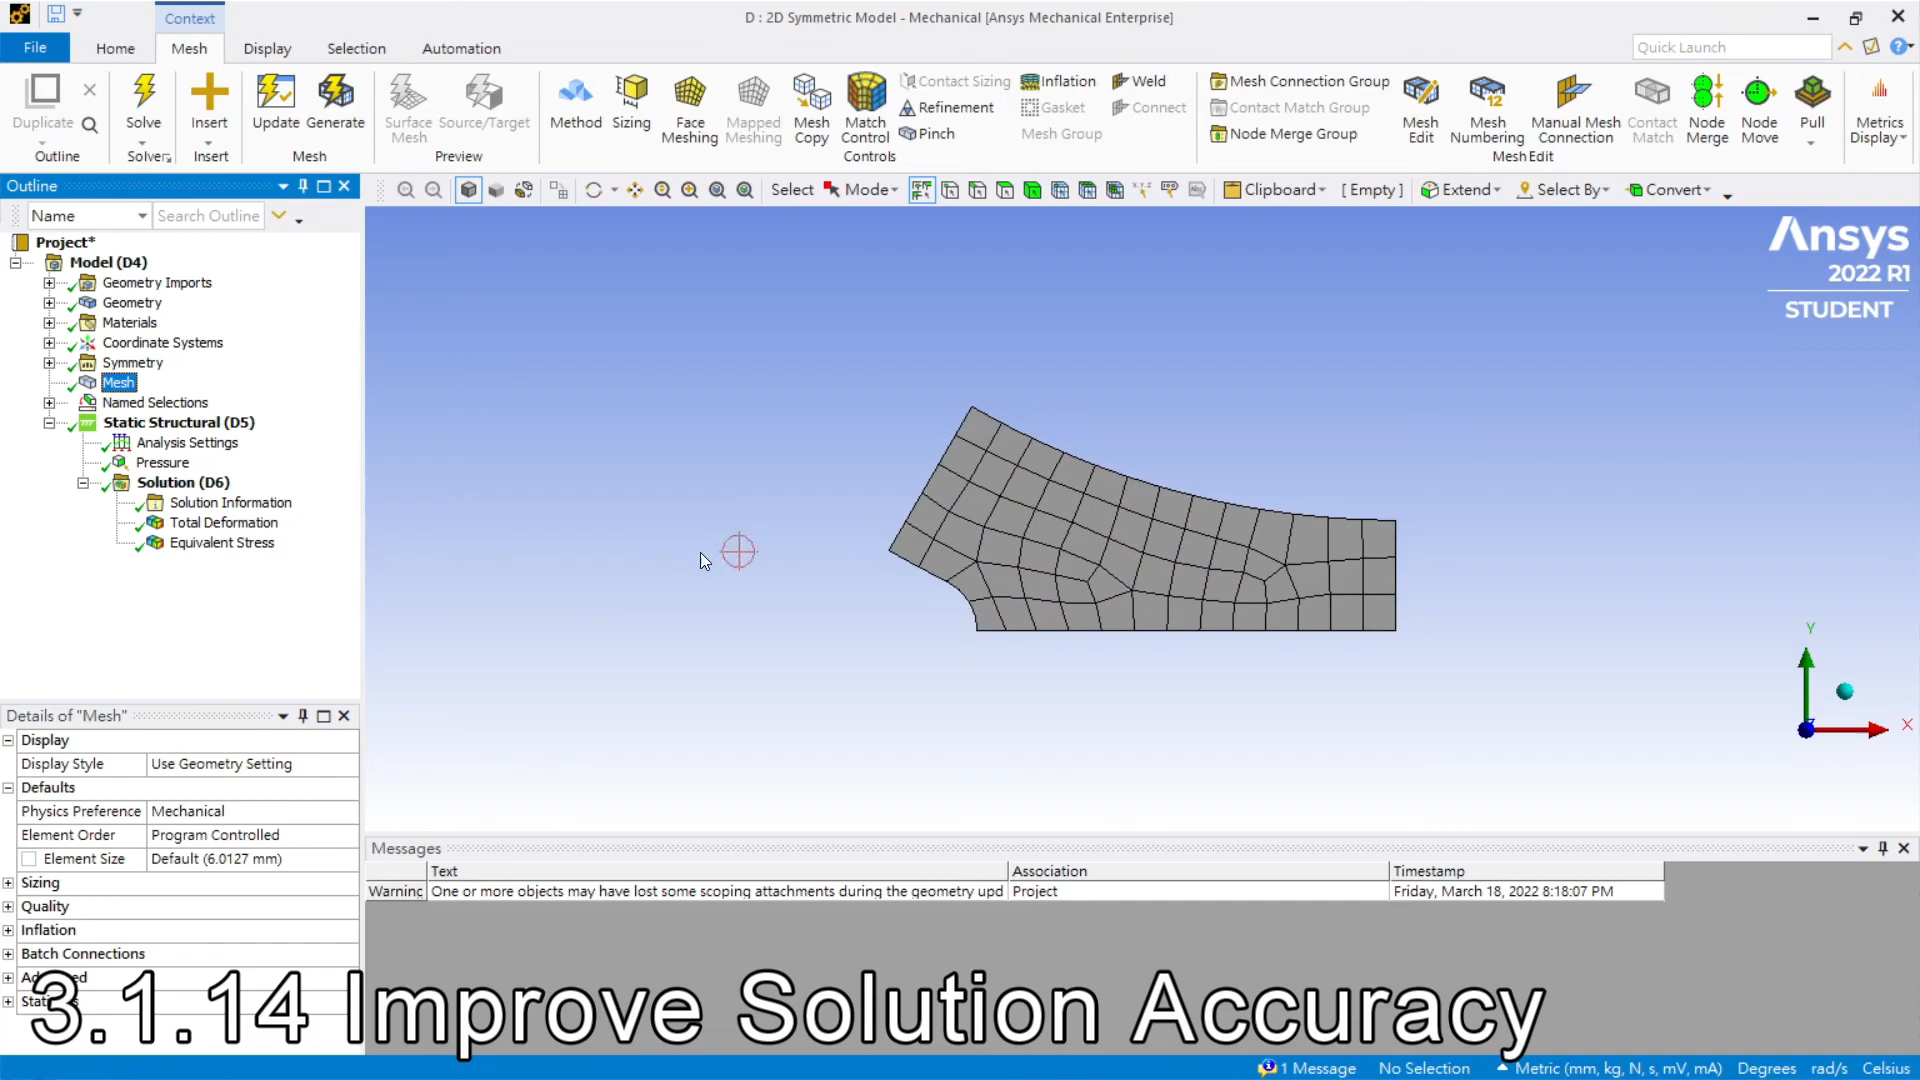 Context
D : 2D Symmetric Model - Mechanical [Ansys Mechanical Enterprise]
File Home Mesh Display Selection Automation
Quick Launch
Duplicate
Outline
Solve
Solver
Insert
Insert
Update Generate
Mesh
Surface Mesh
Source/Target
Preview
Method Sizing Face Meshing Mapped Meshing Mesh Copy Match Control
Contact Sizing
Refinement
Pinch
Inflation
Gasket
Mesh Group
Weld
Connect
Controls
Mesh Connection Group
Contact Match Group
Node Merge Group
Mesh Edit
Mesh Numbering
Manual Mesh Connection
Contact Match
Node Merge
Node Move
Pull
Mesh Edit
Metrics Display
Outline
Select Mode Clipboard [ Empty ] Extend Select By Convert
Name Search Outline
Project*
Model (D4)
Geometry Imports
Geometry
Materials
Coordinate Systems
Symmetry
Mesh
Named Selections
Static Structural (D5)
Analysis Settings
Pressure
Solution (D6)
Solution Information
Total Deformation
Equivalent Stress
Ansys
2022 R1
STUDENT
Y
X
Details of "Mesh"
Display
Display Style Use Geometry Setting
Defaults
Physics Preference Mechanical
Element Order Program Controlled
Element Size Default (6.0127 mm)
Sizing
Quality
Inflation
Batch Connections
Messages
Text Association Timestamp
Warning One or more objects may have lost some scoping attachments during the geometry upd Project Friday, March 18, 2022 8:18:07 PM
3.1.14 Improve Solution Accuracy
1 Message No Selection Metric (mm, kg, N, s, mV, mA) Degrees rad/s Celsius